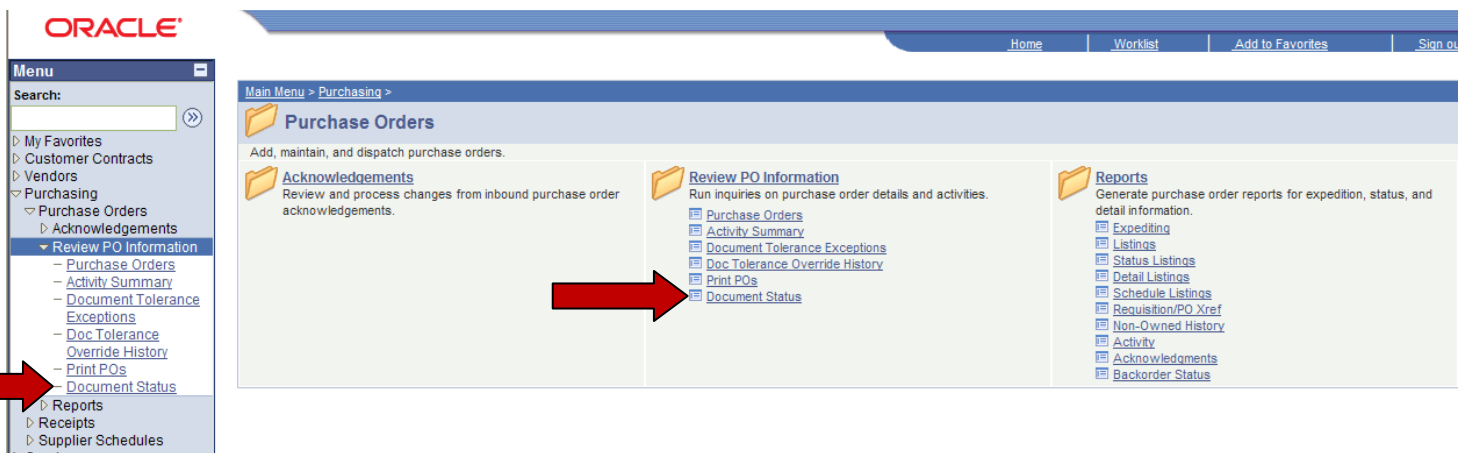 ORACLE
Home Worklist Add to Favorites Sign ou
Menu
Search:
My Favorites
Customer Contracts
Vendors
Purchasing
Purchase Orders
Acknowledgements
Review PO Information
Purchase Orders
Activity Summary
Document Tolerance
Exceptions
Doc Tolerance
Override History
Print POs
Document Status
Reports
Receipts
Supplier Schedules
Main Menu > Purchasing >
Purchase Orders
Add, maintain, and dispatch purchase orders.
Acknowledgements
Review and process changes from inbound purchase order
acknowledgements.
Review PO Information
Run inquiries on purchase order details and activities.
Purchase Orders
Activity Summary
Document Tolerance Exceptions
Doc Tolerance Override History
Print POs
Document Status
Reports
Generate purchase order reports for expedition, status, and
detail information.
Expediting
Listings
Status Listings
Detail Listings
Schedule Listings
Requisition/PO Xref
Non-Owned History
Activity
Acknowledgments
Backorder Status